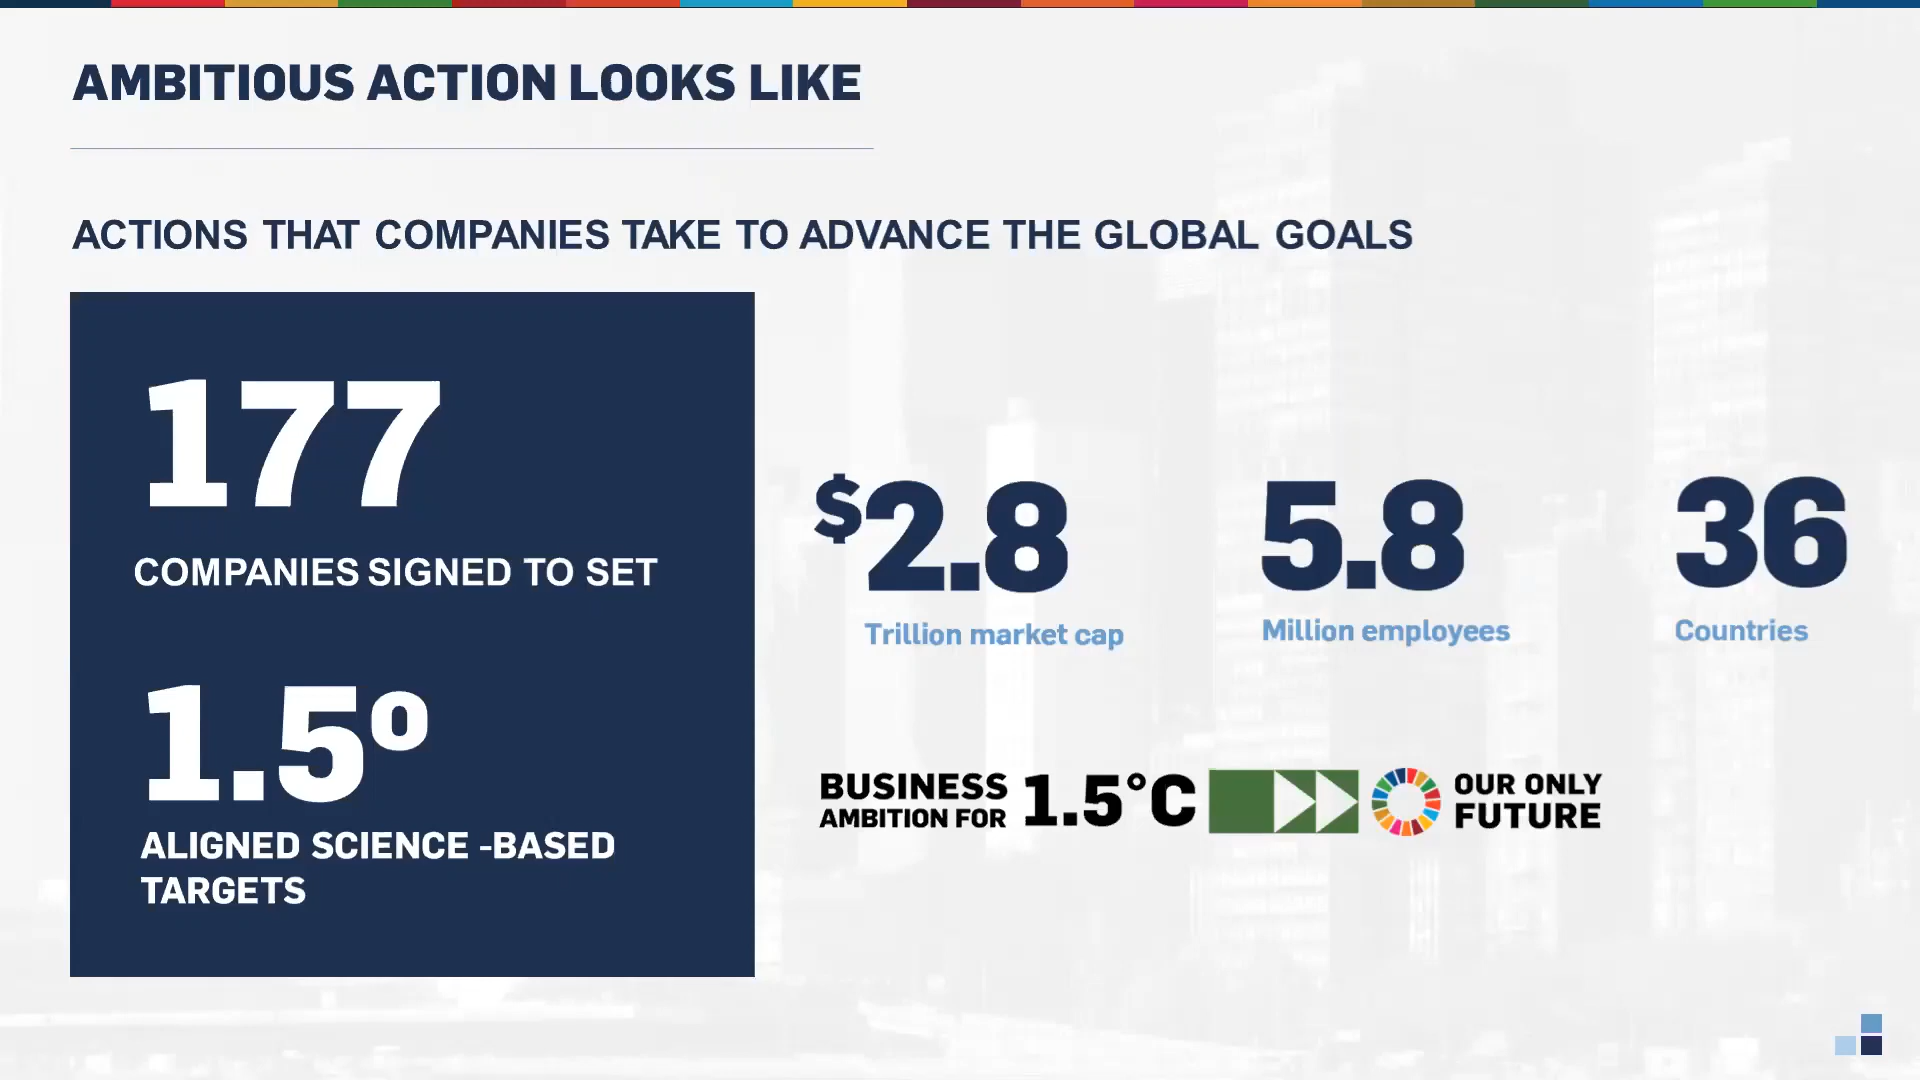 AMBITIOUS ACTION LOOKS LIKE
ACTIONS THAT COMPANIES TAKE TO ADVANCE THE GLOBAL GOALS
177
COMPANIES SIGNED TO SET
1.5º
ALIGNED SCIENCE -BASED
TARGETS
$2.8
Trillion market cap
5.8
Million employees
36
Countries
BUSINESS
AMBITION FOR
1.5°C
OUR ONLY
FUTURE